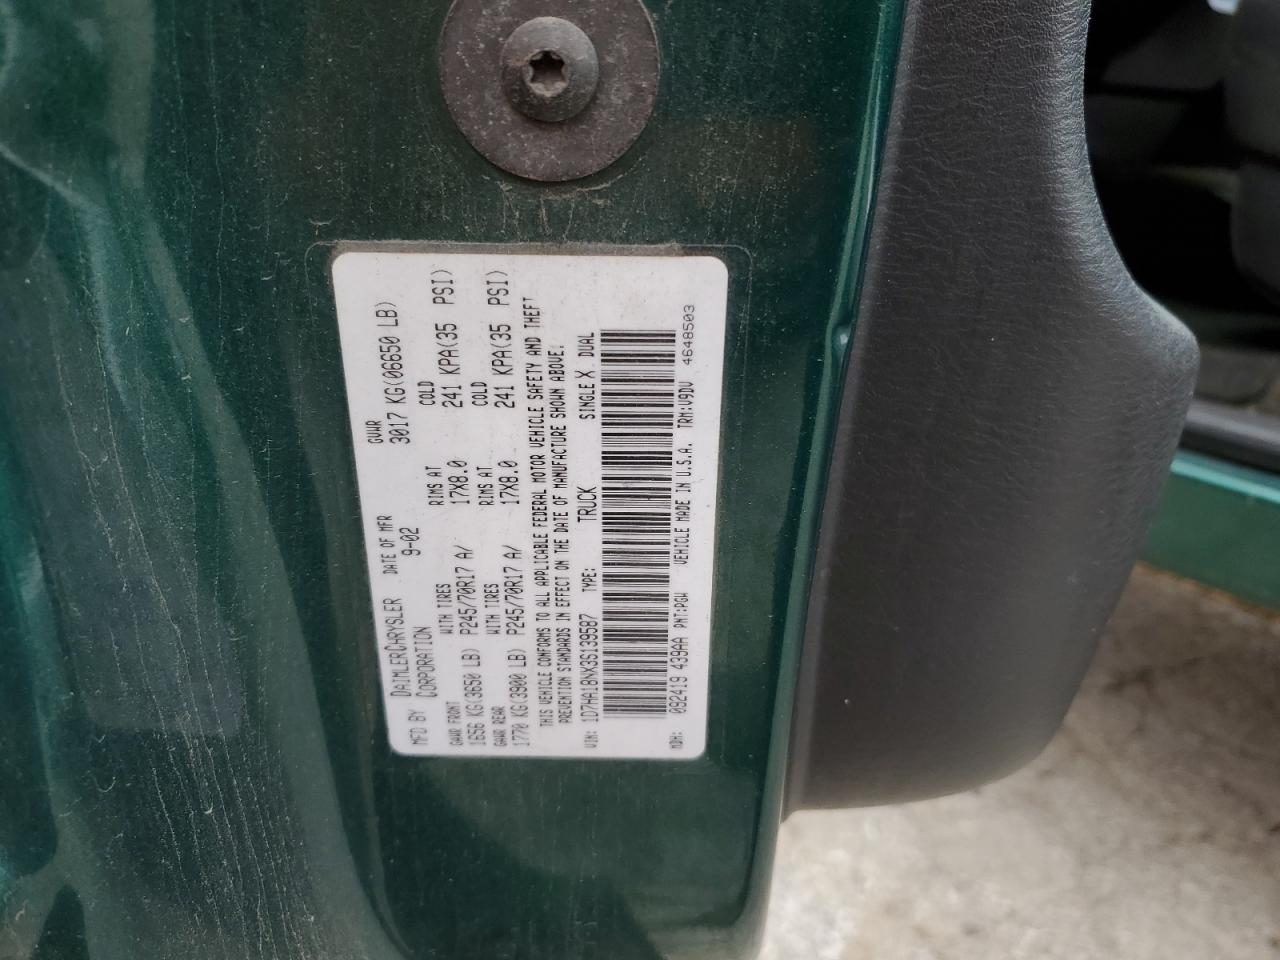 MFD BY DAIMLERCHRYSLER CORPORATION DATE OF MFR 9-02 GVWR 3017 KG(06650 LB)
GAWR FRONT WITH TIRES RIMS AT COLD
1656 KG(3650 LB) P245/70R17 A/ 17X8.0 241 KPA(35 PSI)
GAWR REAR WITH TIRES RIMS AT COLD
1770 KG(3900 LB) P245/70R17 A/ 17X8.0 241 KPA(35 PSI)
THIS VEHICLE CONFORMS TO ALL APPLICABLE FEDERAL MOTOR VEHICLE SAFETY AND THEFT
PREVENTION STANDARDS IN EFFECT ON THE DATE OF MANUFACTURE SHOWN ABOVE.
VIN: 1D7HA18NX3S139587 TYPE: TRUCK SINGLE X DUAL
MDH: 092419 439AA PNT:PGW VEHICLE MADE IN U.S.A. TRM:V9DV 4648503